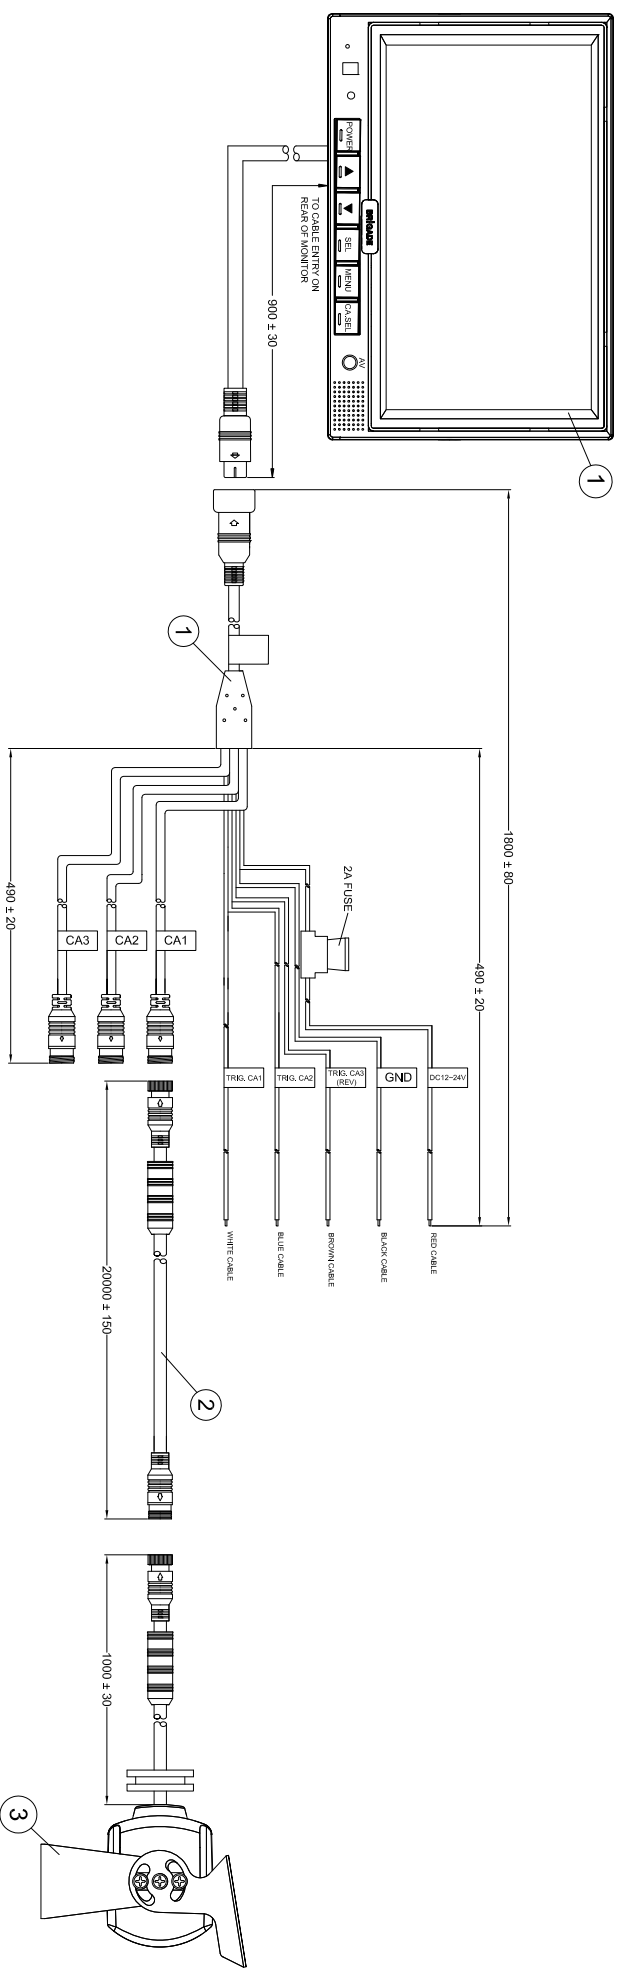 POWER
▲
▼
SEL
MENU
CA.SEL
AV
BRIGADE
1
TO CABLE ENTRY ON
REAR OF MONITOR
900 ± 30
1
1800 ± 80
490 ± 20
490 ± 20
2A FUSE
CA3
CA2
CA1
TRIG. CA1
TRIG. CA2
TRIG. CA3
(REV)
GND
DC12~24V
WHITE CABLE
BLUE CABLE
BROWN CABLE
BLACK CABLE
RED CABLE
20000 ± 150
2
1000 ± 30
3